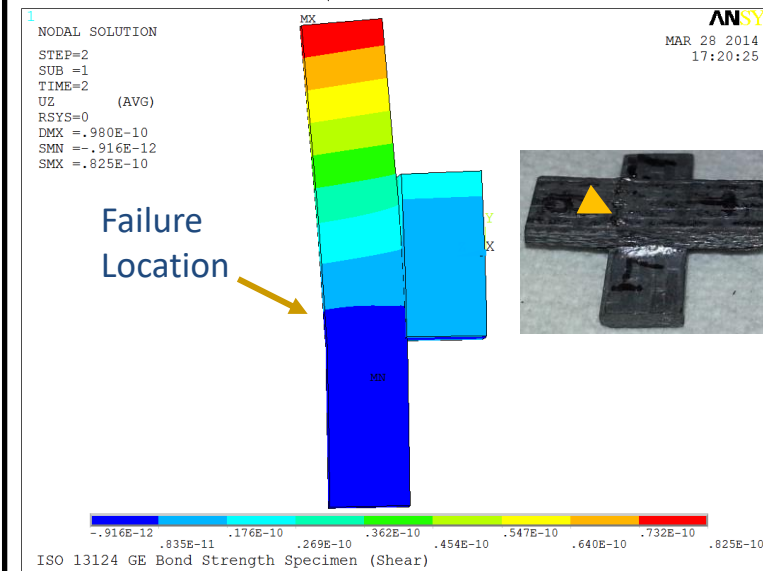 1
NODAL SOLUTION
STEP=2
SUB =1
TIME=2
UZ (AVG)
RSYS=0
DMX =.980E-10
SMN =-.916E-12
SMX =.825E-10
MX
ANSY
MAR 28 2014
17:20:25
Failure
Location
Y
X
MN
-.916E-12 .176E-10 .362E-10 .547E-10 .732E-10
.835E-11 .269E-10 .454E-10 .640E-10 .825E-10
ISO 13124 GE Bond Strength Specimen (Shear)